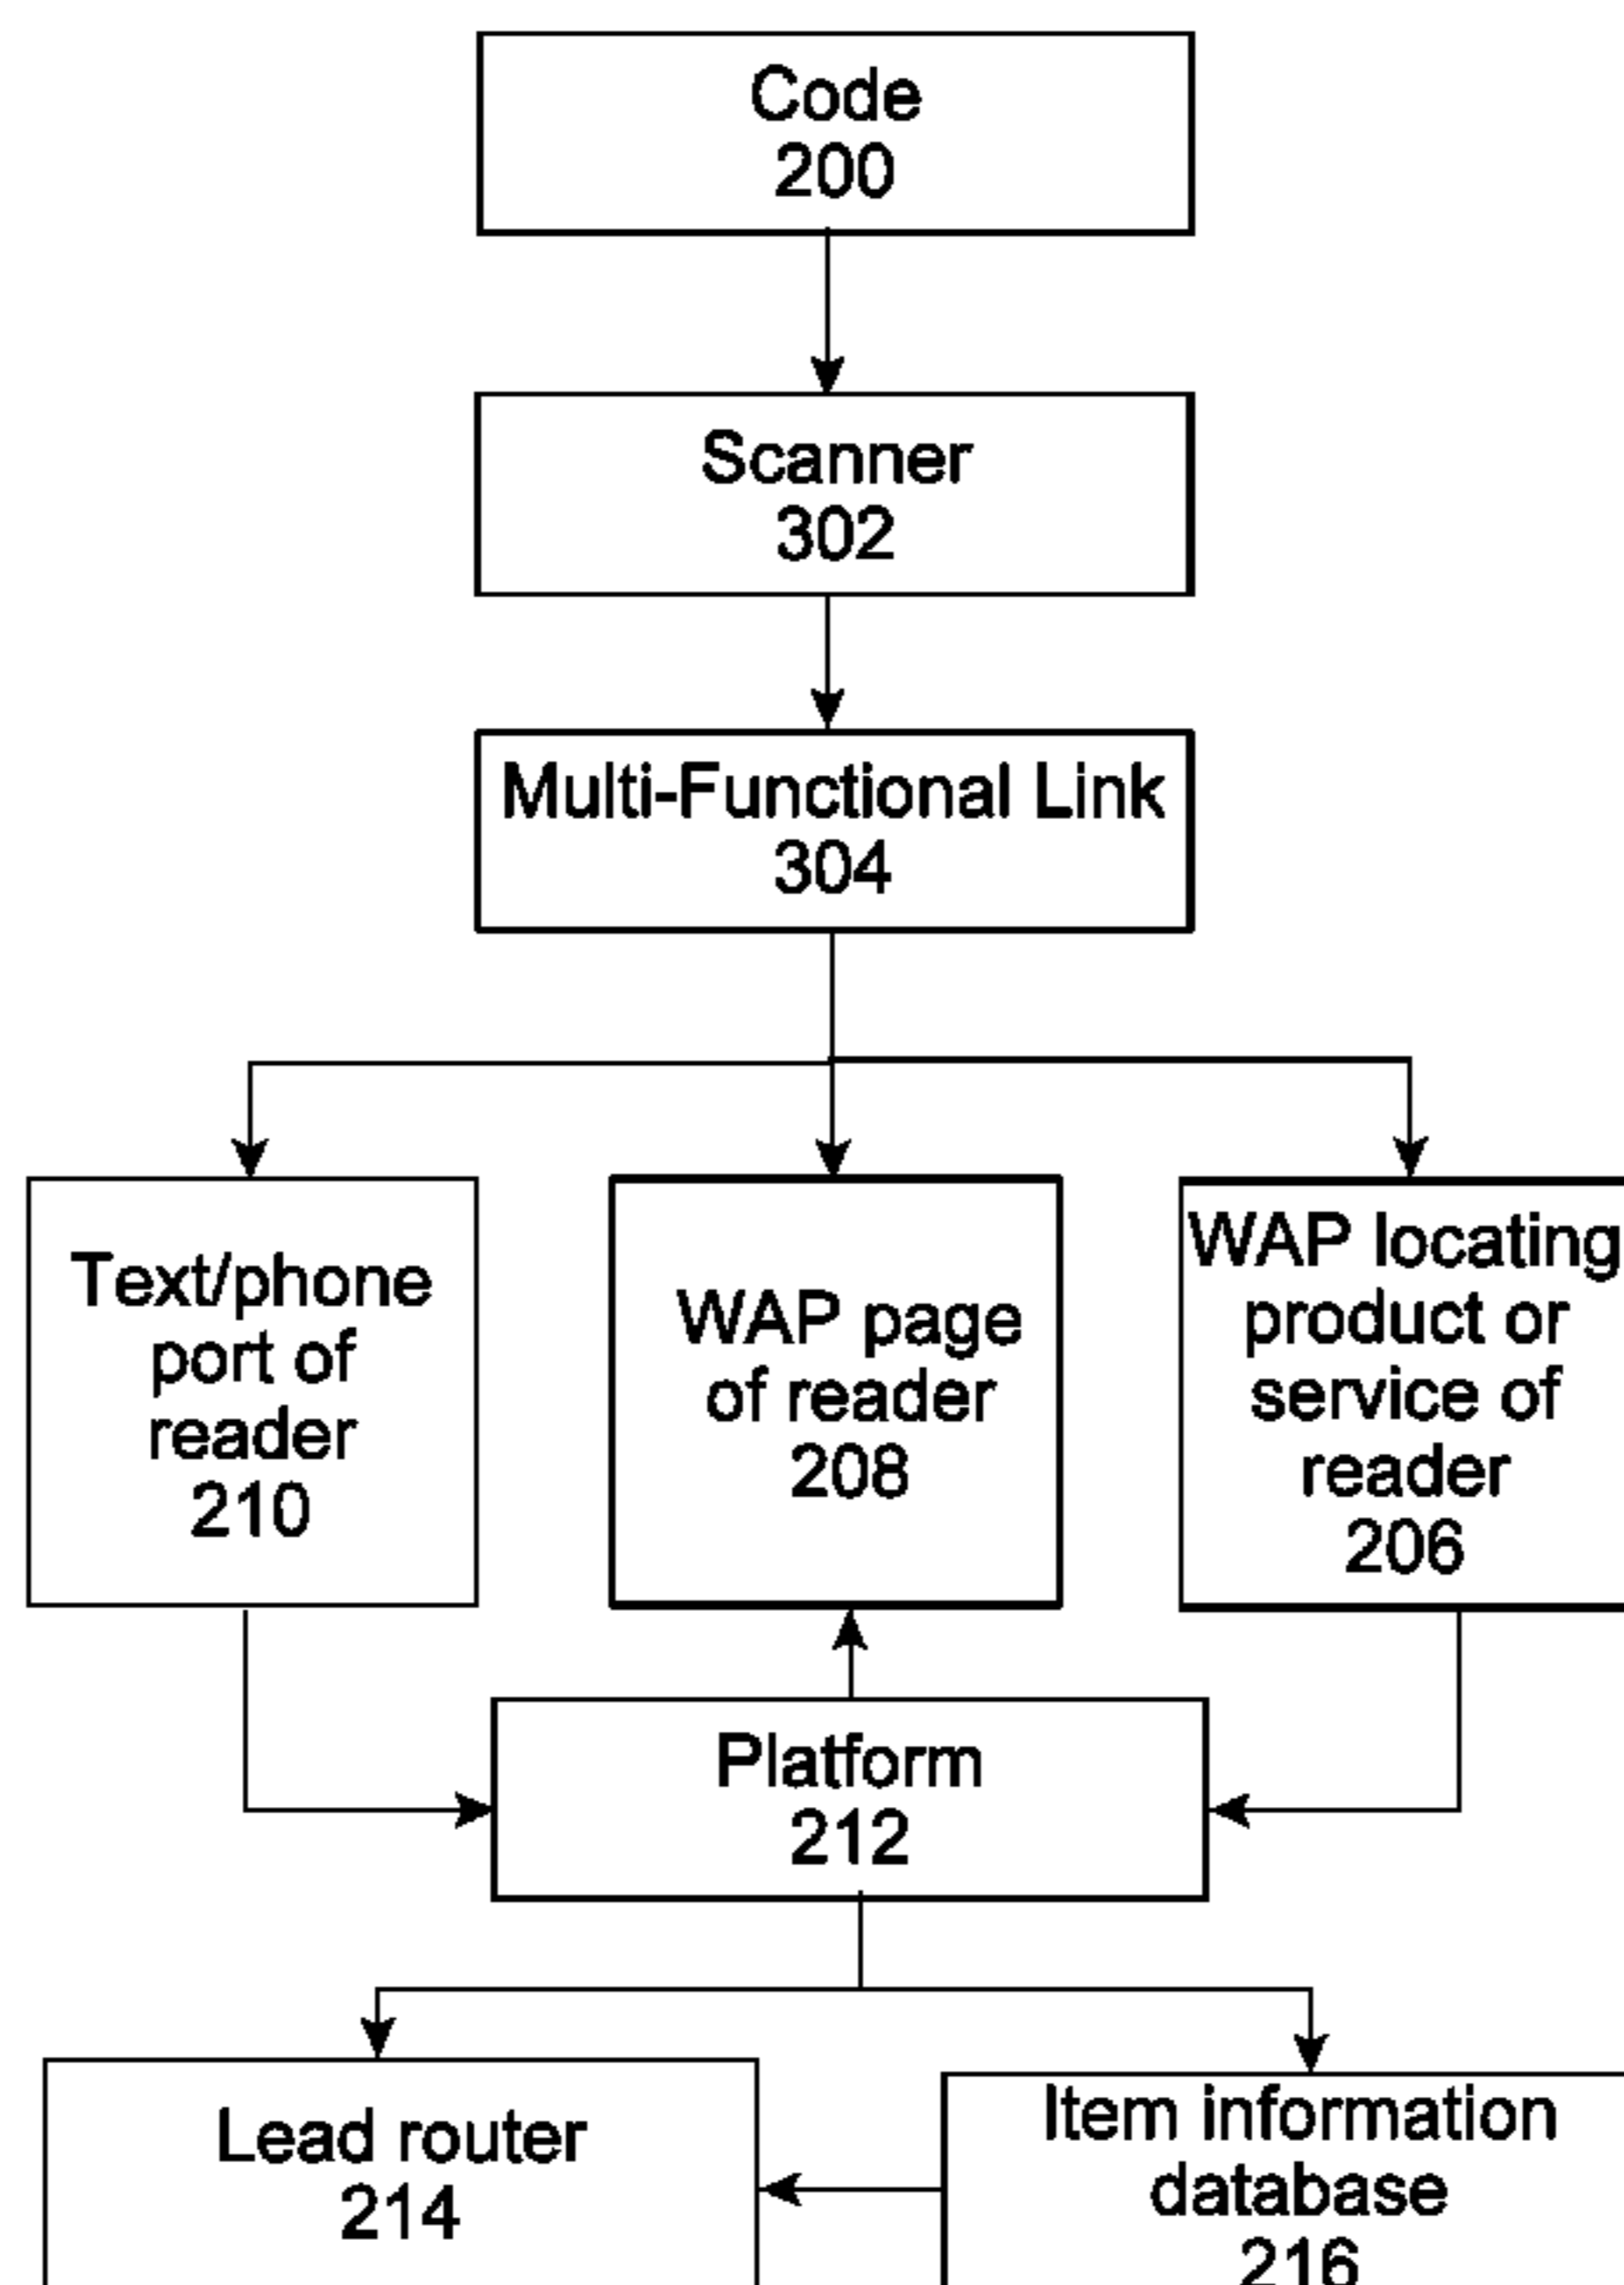 Code
200
Scanner
302
Multi-Functional Link
304
Text/phone
port of
reader
210
WAP page
of reader
208
WAP locating
product or
service of
reader
206
Platform
212
Lead router
214
Item information
database
216